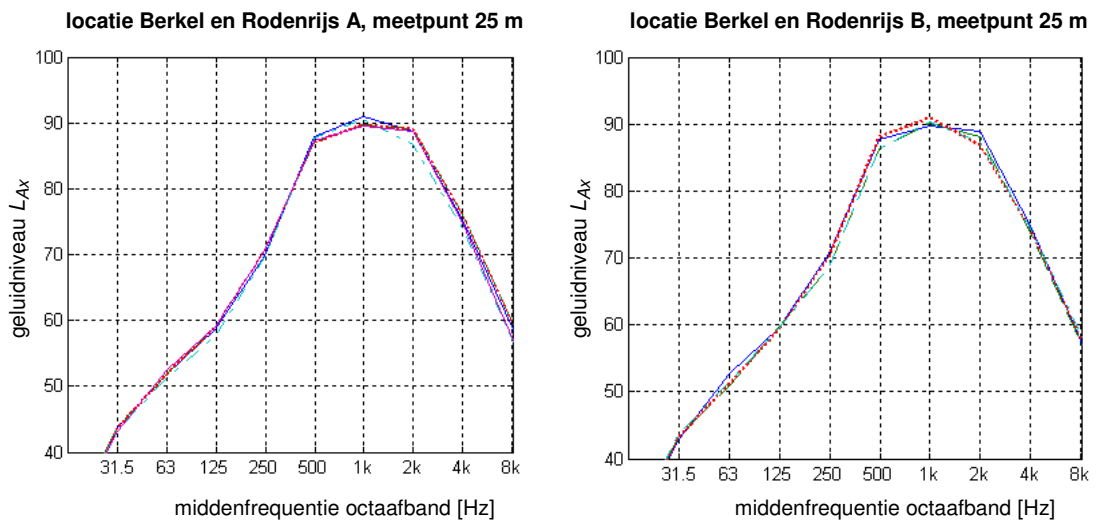 locatie Berkel en Rodenrijs A, meetpunt 25 m
100
90
80
70
60
50
40
geluidniveau LAx
31.5 63 125 250 500 1k 2k 4k 8k
middenfrequentie octaafband [Hz]
locatie Berkel en Rodenrijs B, meetpunt 25 m
100
90
80
70
60
50
40
geluidniveau LAx
31.5 63 125 250 500 1k 2k 4k 8k
middenfrequentie octaafband [Hz]